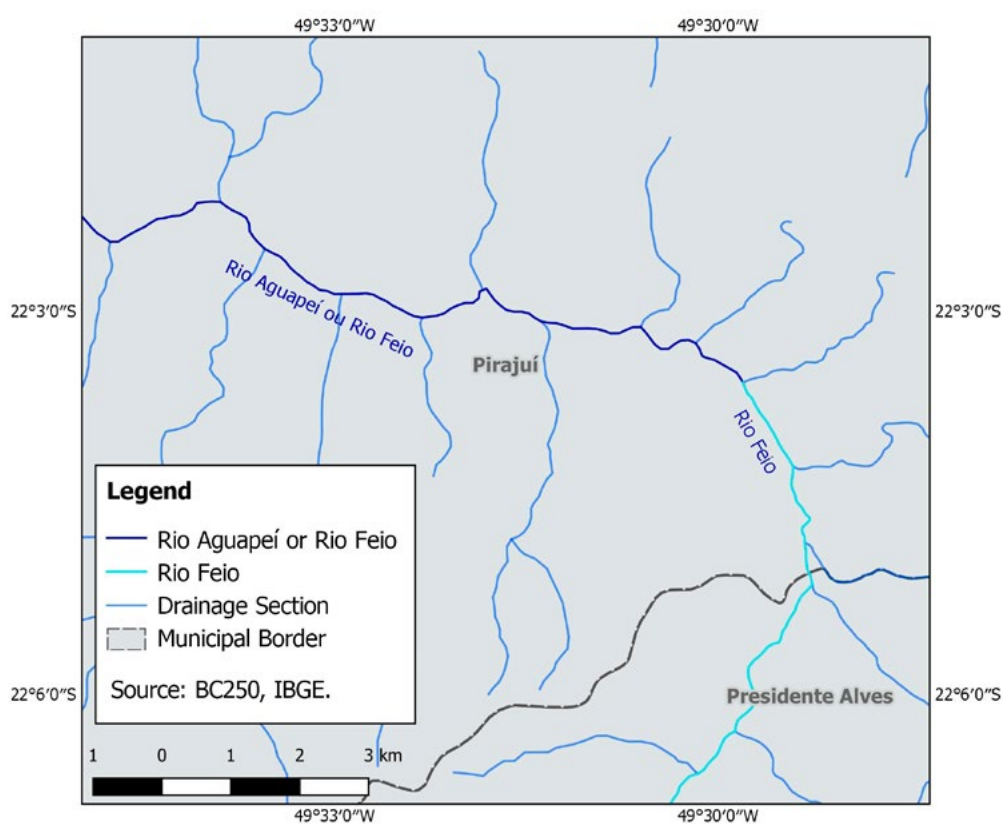 49°33'0"W
49°30'0"W
22°3'0"S
22°3'0"S
Rio Aguapeí ou Rio Feio
Pirajuí
Rio Feio
Legend
Rio Aguapeí or Rio Feio
Rio Feio
Drainage Section
Municipal Border
Source: BC250, IBGE.
22°6'0"S
22°6'0"S
Presidente Alves
1 0 1 2 3 km
49°33'0"W
49°30'0"W